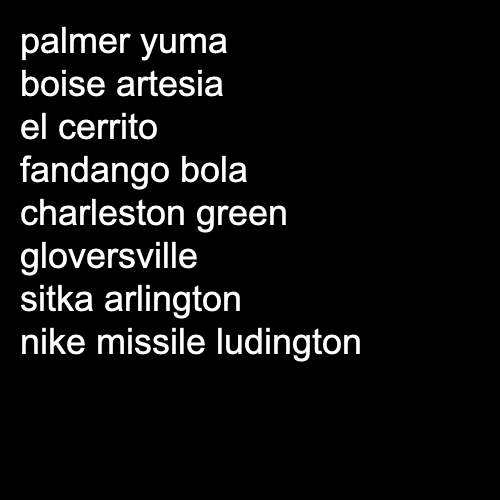 palmer yuma
boise artesia
el cerrito
fandango bola
charleston green
gloversville
sitka arlington
nike missile ludington